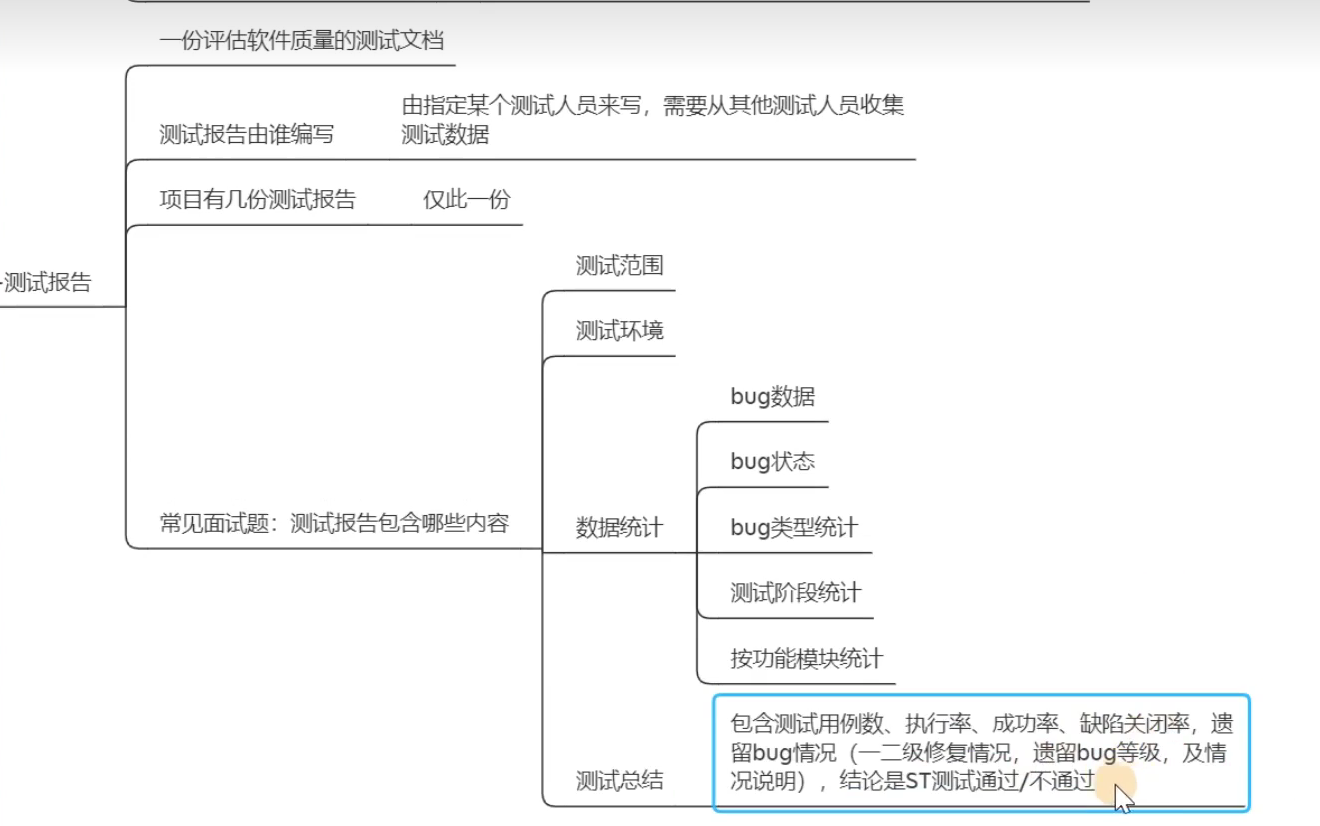 一份评估软件质量的测试文档
由指定某个测试人员来写，需要从其他测试人员收集
测试报告由谁编写
测试数据
项目有几份测试报告
仅此一份
测试范围
测试报告
测试环境
bug数据
bug状态
常见面试题：测试报告包含哪些内容
数据统计
bug类型统计
测试阶段统计
按功能模块统计
包含测试用例数、执行率、成功率、缺陷关闭率，遗
留bug情况（一二级修复情况，遗留bug等级，及情
测试总结
况说明），结论是ST测试通过/不通过